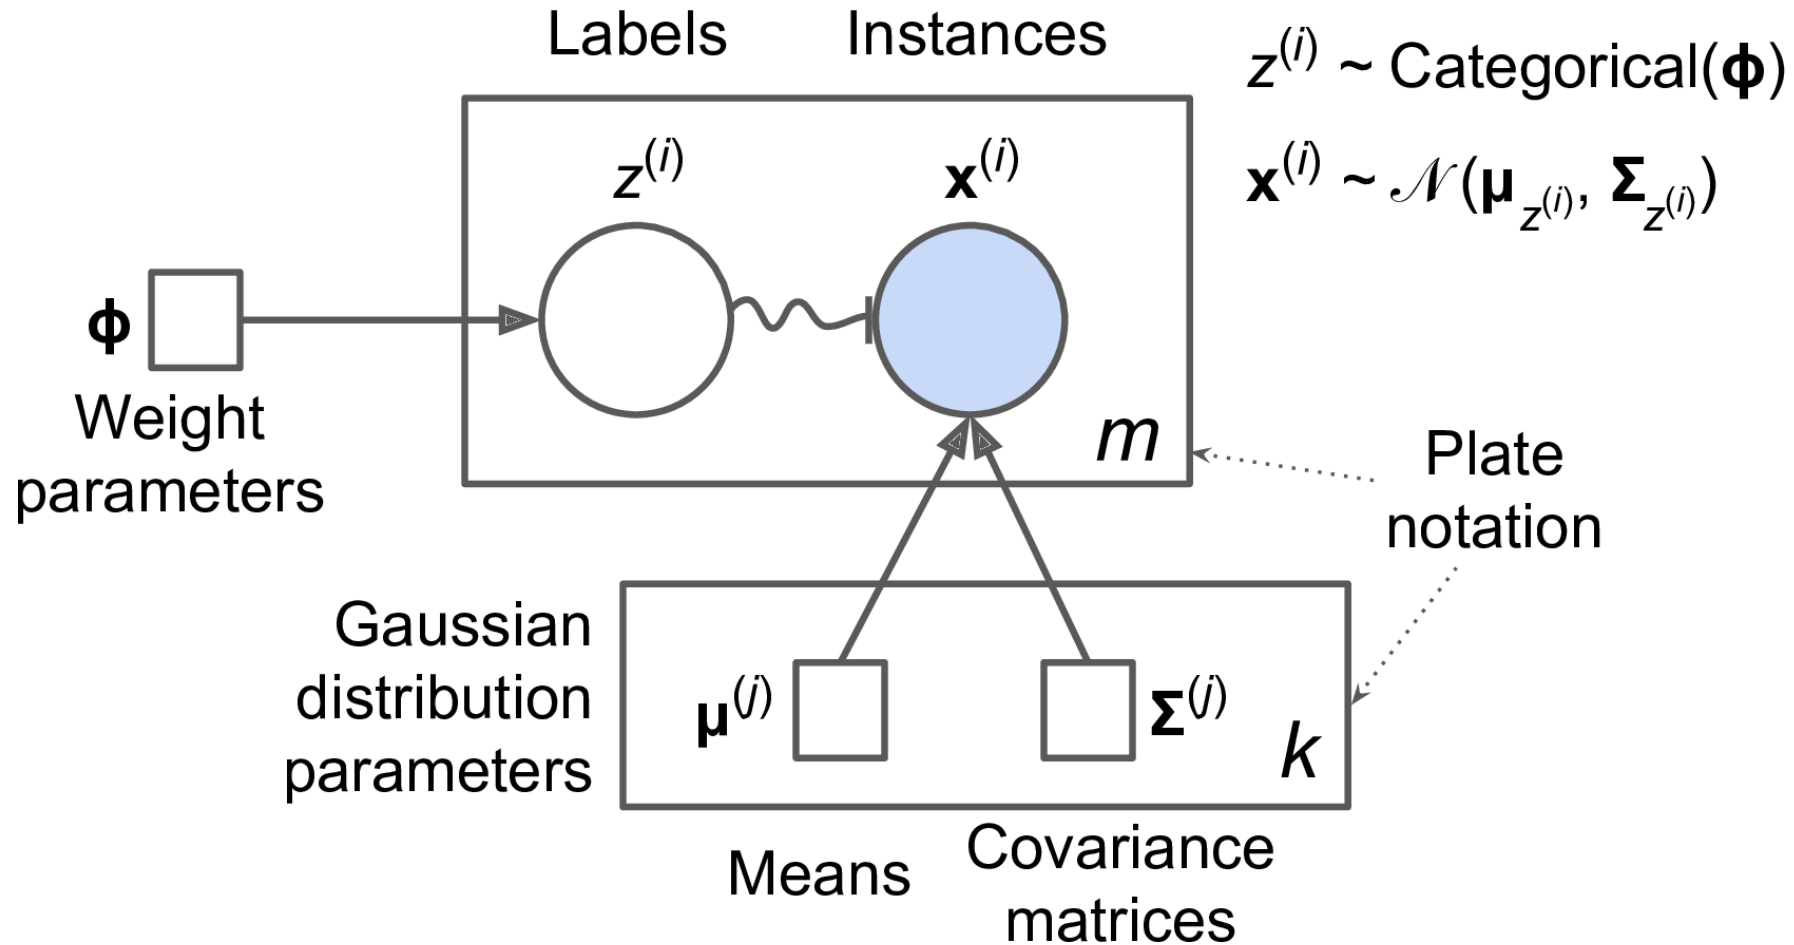 Labels
Instances
z⁽ⁱ⁾ ~ Categorical(ϕ)
x⁽ⁱ⁾ ~ 𝒩(μ_z⁽ⁱ⁾, Σ_z⁽ⁱ⁾)
z⁽ⁱ⁾
x⁽ⁱ⁾
ϕ
Weight
parameters
m
Plate
notation
Gaussian
distribution
parameters
μ⁽ʲ⁾
Σ⁽ʲ⁾
k
Means
Covariance
matrices